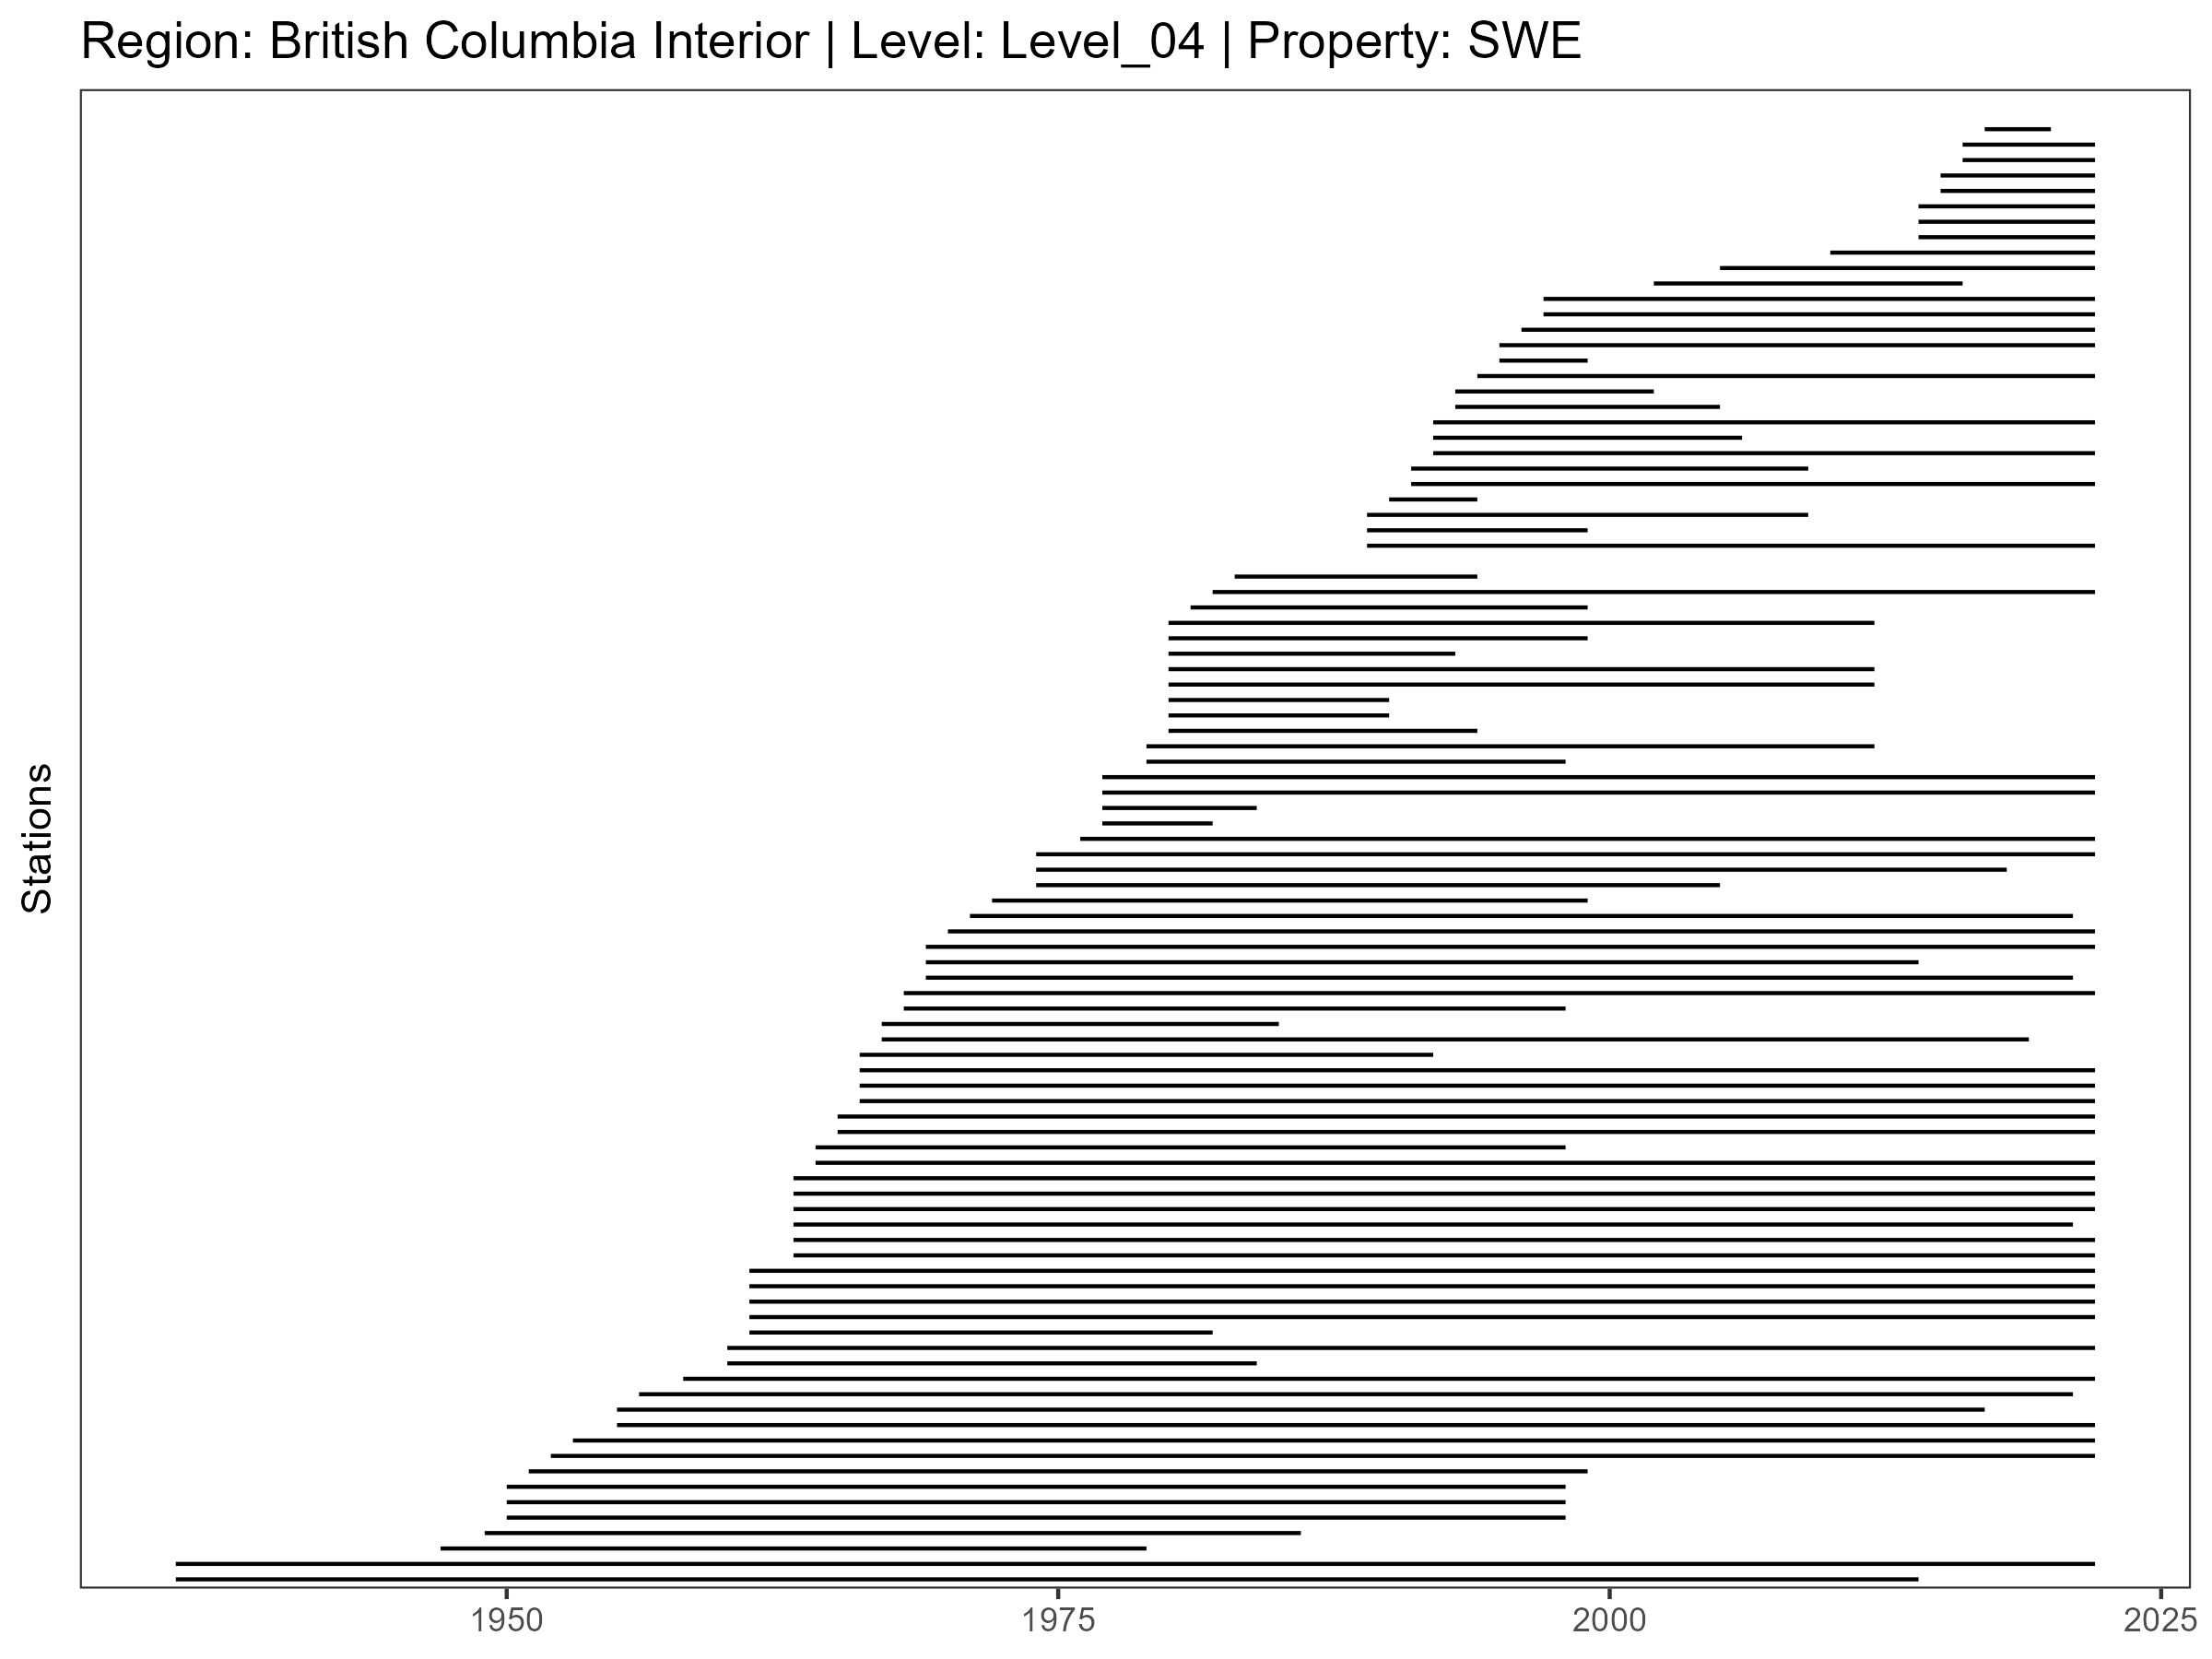 Region: British Columbia Interior | Level: Level_04 | Property: SWE
Stations
1950 1975 2000 2025